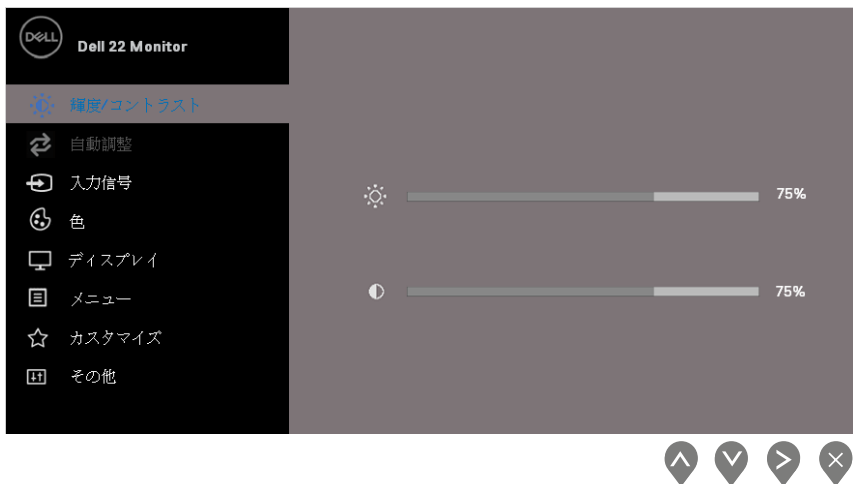 DELL
Dell 22 Monitor
輝度/コントラスト
自動調整
入力信号
75%
色
ディスプレイ
メニュー
75%
カスタマイズ
その他